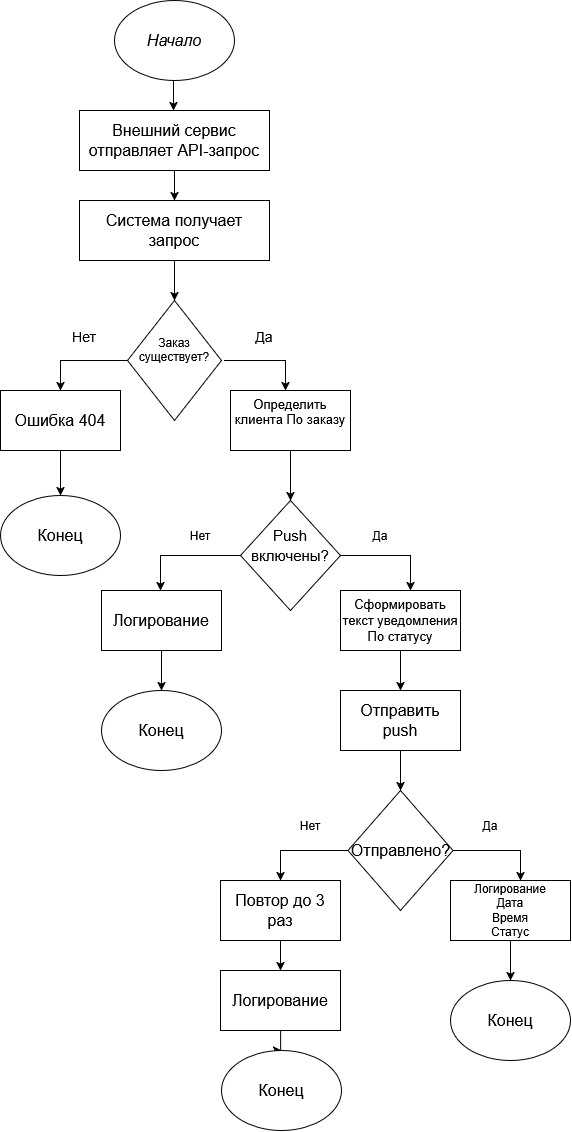 Начало
Внешний сервис
отправляет API-запрос
Система получает
запрос
Нет
Заказ
существует?
Да
Ошибка 404
Определить
клиента По заказу
Конец
Нет
Push
включены?
Да
Логирование
Сформировать
текст уведомления
По статусу
Конец
Отправить
push
Нет
Отправлено?
Да
Повтор до 3
раз
Логирование
Дата
Время
Статус
Логирование
Конец
Конец